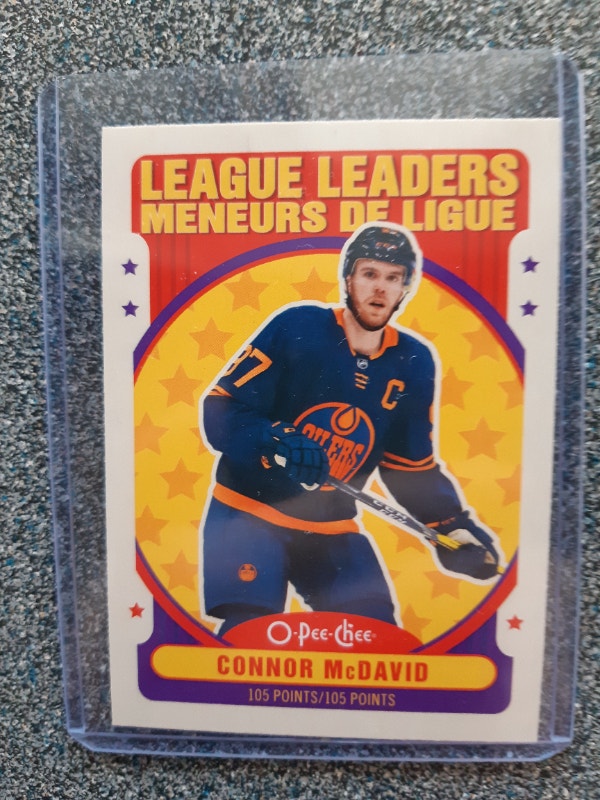 LEAGUE LEADERS
MENEURS DE LIGUE
97
C
OILERS
O-Pee-Chee
CONNOR McDAVID
105 POINTS/105 POINTS